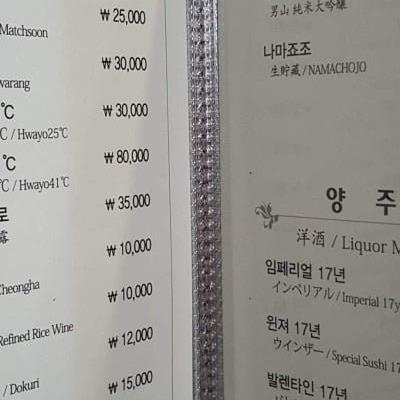 ₩ 25,000
Matchsoon
₩ 30,000
warang
℃ ₩ 30,000
℃ / Hwayo25℃
℃ ₩ 80,000
℃ / Hwayo41℃
로 ₩ 35,000
露
₩ 10,000
Cheongha ₩ 10,000
Refined Rice Wine ₩ 12,000
/ Dokuri ₩ 15,000
男山 純米大吟醸
나마죠조
生貯蔵 / NAMACHOJO
양 주
洋酒 / Liquor M
임페리얼 17년
インペリアル / Imperial 17y
윈져 17년
ウインザー / Special Sushi 17
발렌타인 17년